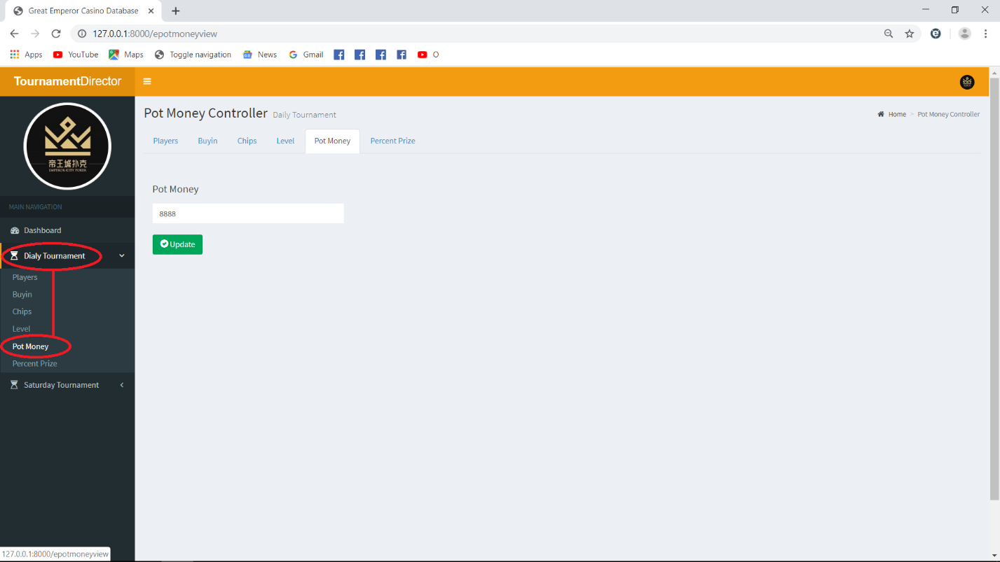 Great Emperor Casino Database
127.0.0.1:8000/epotmoneyview
Apps YouTube Maps Toggle navigation News Gmail O
TournamentDirector
帝王城扑克
EMPEROR CITY POKER
Pot Money Controller Daily Tournament
Home > Pot Money Controller
Players Buyin Chips Level Pot Money Percent Prize
Pot Money
8888
Update
MAIN NAVIGATION
Dashboard
Dialy Tournament
Players
Buyin
Chips
Level
Pot Money
Percent Prize
Saturday Tournament
127.0.0.1:8000/epotmoneyview